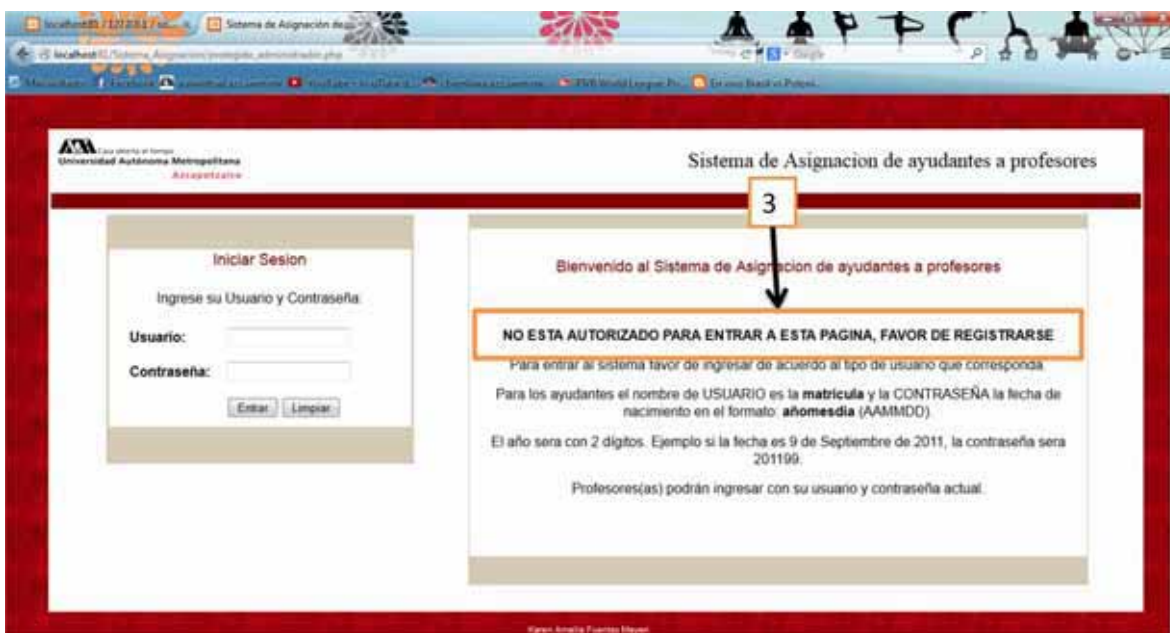 Sistema de Asignación de
Google
Casa abierta al tiempo
Universidad Autónoma Metropolitana
Azcapotzalco
Sistema de Asignacion de ayudantes a profesores
3
Iniciar Sesion
Ingrese su Usuario y Contraseña:
Usuario:
Contraseña:
Entrar Limpiar
Bienvenido al Sistema de Asignacion de ayudantes a profesores
NO ESTA AUTORIZADO PARA ENTRAR A ESTA PAGINA, FAVOR DE REGISTRARSE
Para entrar al sistema favor de ingresar de acuerdo al tipo de usuario que corresponda.
Para los ayudantes el nombre de USUARIO es la matricula y la CONTRASEÑA la fecha de
nacimiento en el formato: añomesdia (AAMMDD)
El año sera con 2 digitos. Ejemplo si la fecha es 9 de Septiembre de 2011, la contraseña sera
201199.
Profesores(as) podrán ingresar con su usuario y contraseña actual.
Karen Amelia Fuentes